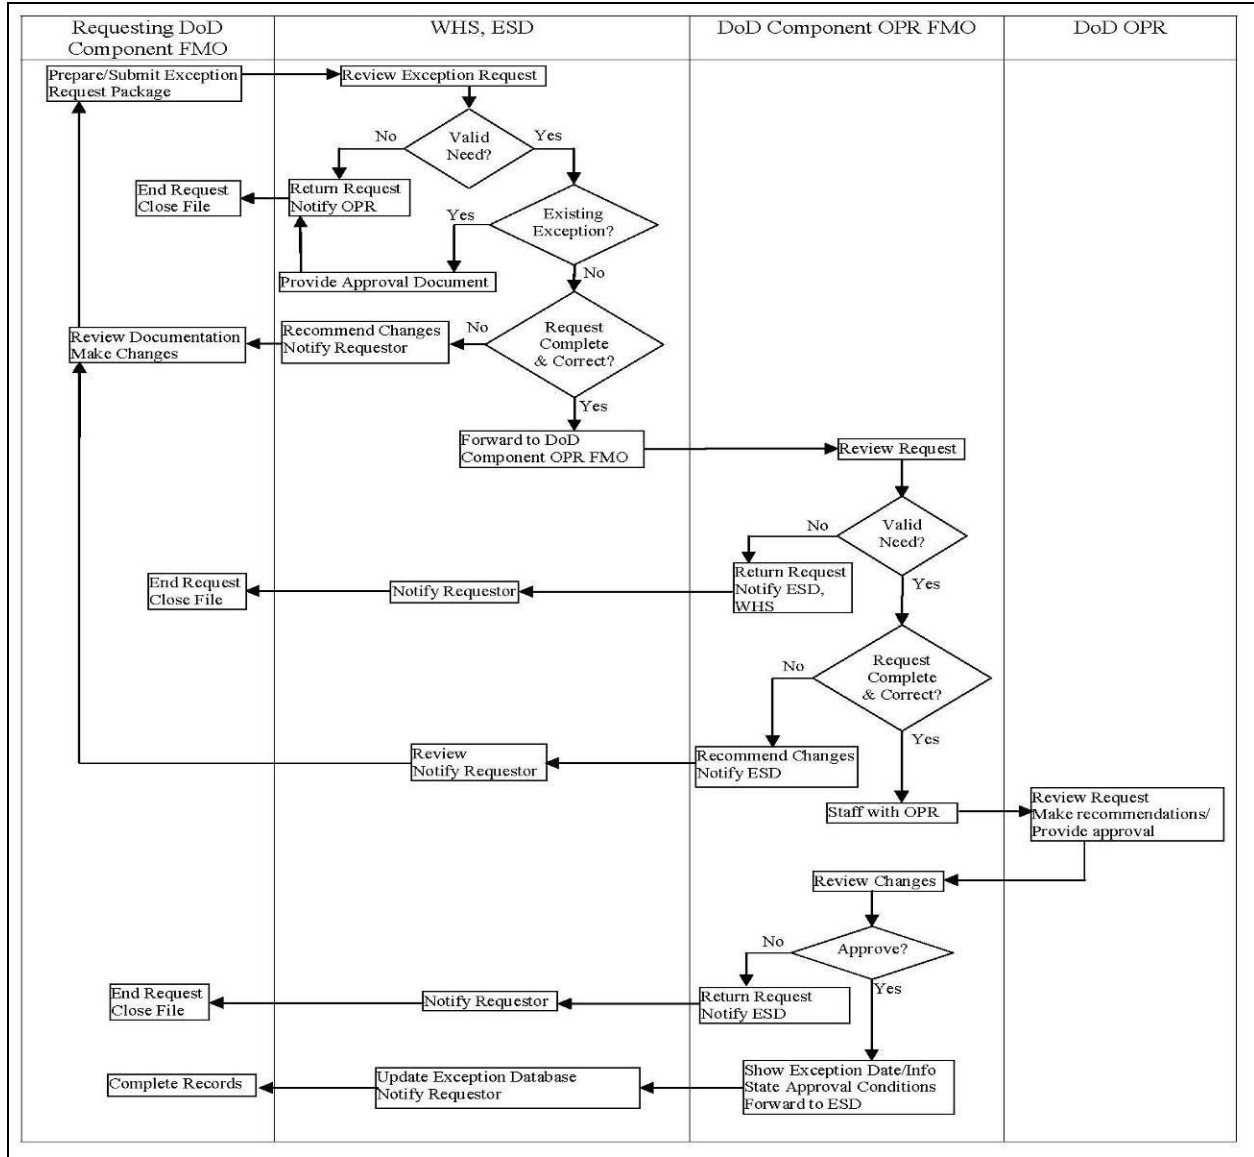 Requesting DoD
Component FMO
WHS, ESD
DoD Component OPR FMO
DoD OPR
Prepare/Submit Exception
Request Package
Review Exception Request
No
Valid
Need?
Yes
End Request
Close File
Return Request
Notify OPR
Yes
Existing
Exception?
Provide Approval Document
No
Review Documentation
Make Changes
Recommend Changes
Notify Requestor
No
Request
Complete
& Correct?
Yes
Forward to DoD
Component OPR FMO
Review Request
No
Valid
Need?
Yes
End Request
Close File
Notify Requestor
Return Request
Notify ESD,
WHS
No
Request
Complete
& Correct?
Yes
Review
Notify Requestor
Recommend Changes
Notify ESD
Staff with OPR
Review Request
Make recommendations/
Provide approval
Review Changes
No
Approve?
Yes
End Request
Close File
Notify Requestor
Return Request
Notify ESD
Complete Records
Update Exception Database
Notify Requestor
Show Exception Date/Info
State Approval Conditions
Forward to ESD